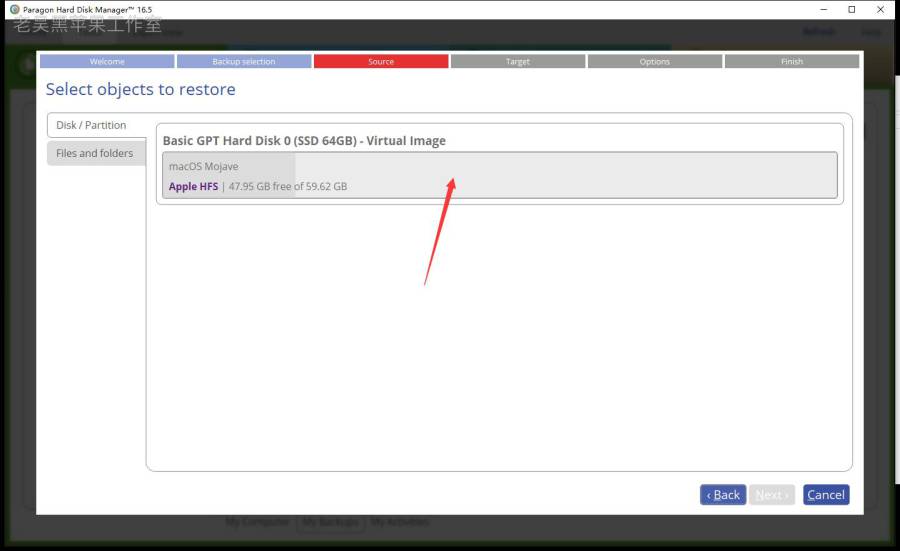 Paragon Hard Disk Manager™ 16.5
老吴黑苹果工作室
Welcome
Backup selection
Source
Target
Options
Finish
Select objects to restore
Disk / Partition
Files and folders
Basic GPT Hard Disk 0 (SSD 64GB) - Virtual Image
macOS Mojave
Apple HFS | 47.95 GB free of 59.62 GB
‹ Back
Next ›
Cancel
My Computer
My Backups
My Activities